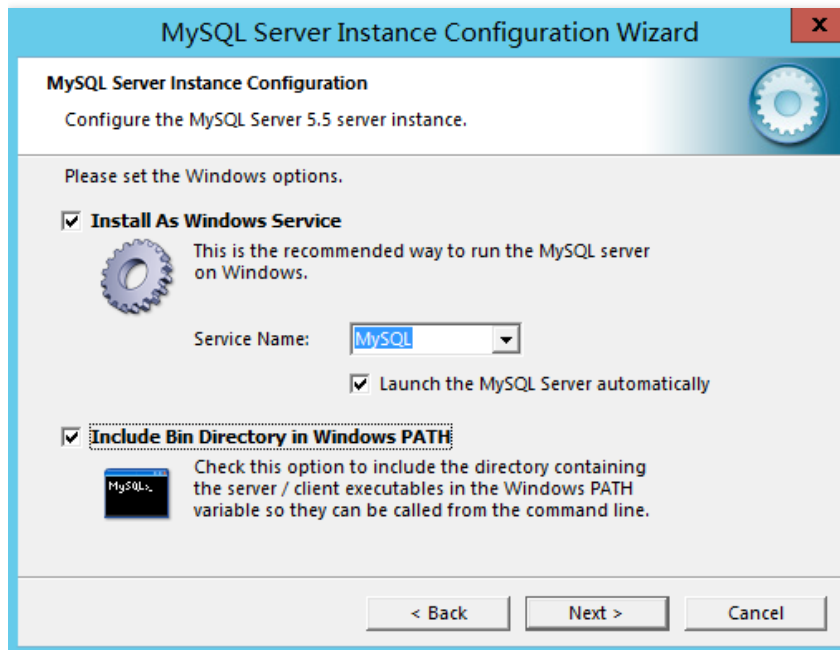 MySQL Server Instance Configuration Wizard
x
MySQL Server Instance Configuration
Configure the MySQL Server 5.5 server instance.
Please set the Windows options.
Install As Windows Service
This is the recommended way to run the MySQL server
on Windows.
Service Name:
MySQL
Launch the MySQL Server automatically
Include Bin Directory in Windows PATH
MySQL>_
Check this option to include the directory containing
the server / client executables in the Windows PATH
variable so they can be called from the command line.
< Back
Next >
Cancel